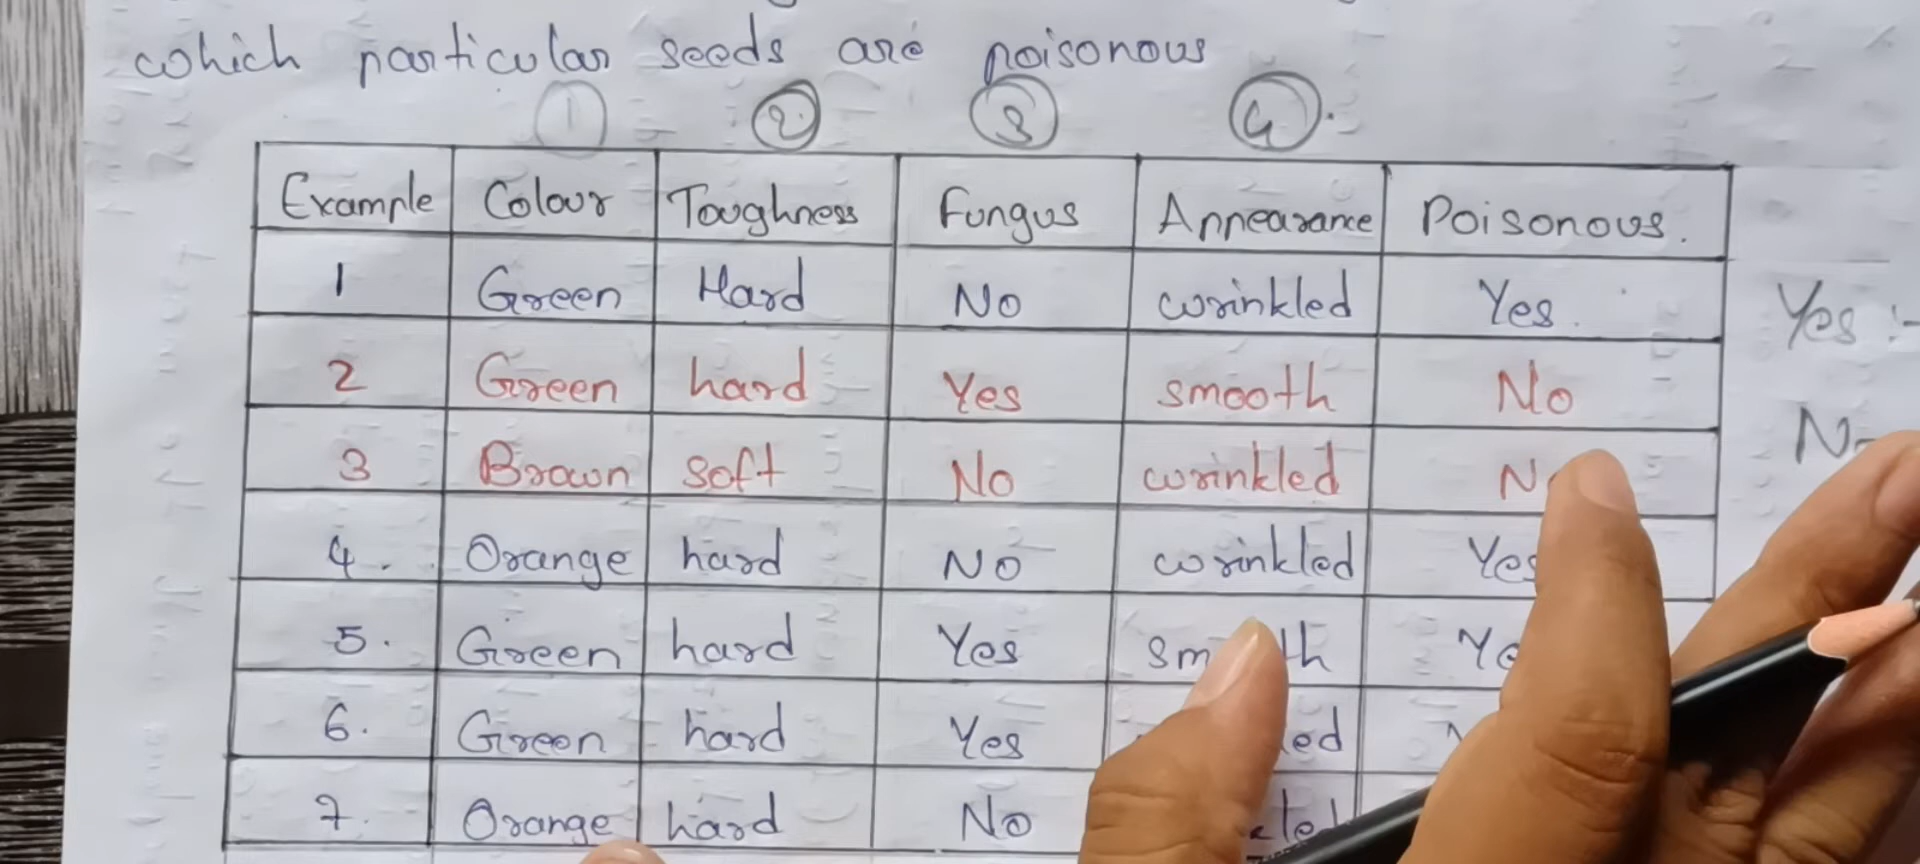 which particular seeds are poisonous
1 2 3 4
Example Colour Toughness Fungus Appearance Poisonous.
1 Green Hard No wrinkled Yes.
2 Green hard Yes smooth No
3 Brown soft No wrinkled
4. Orange hard No wrinkled Yes
5. Green hard Yes
6. Green hard Yes
7. Orange hard No
Yes :-